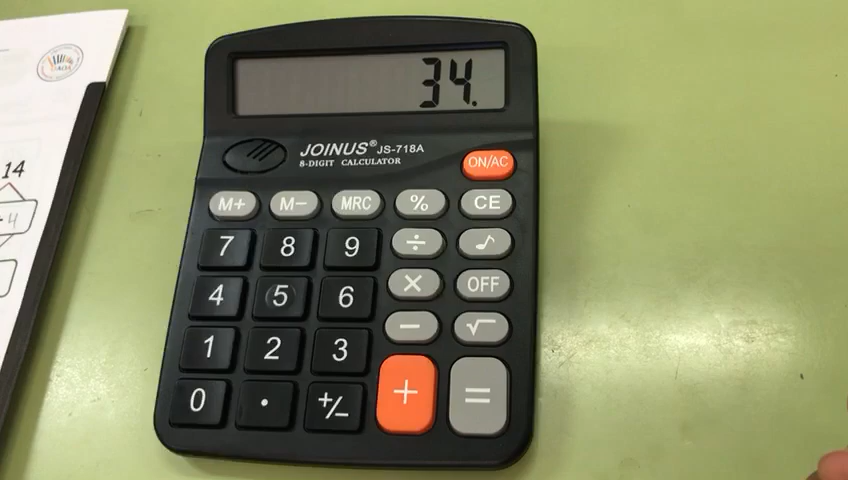 34.
JOINUS® JS-718A
8-DIGIT CALCULATOR
ON/AC
M+ M− MRC % CE
7 8 9 ÷ ♪
4 5 6 × OFF
1 2 3 − √
0 . +/− + =
14
4